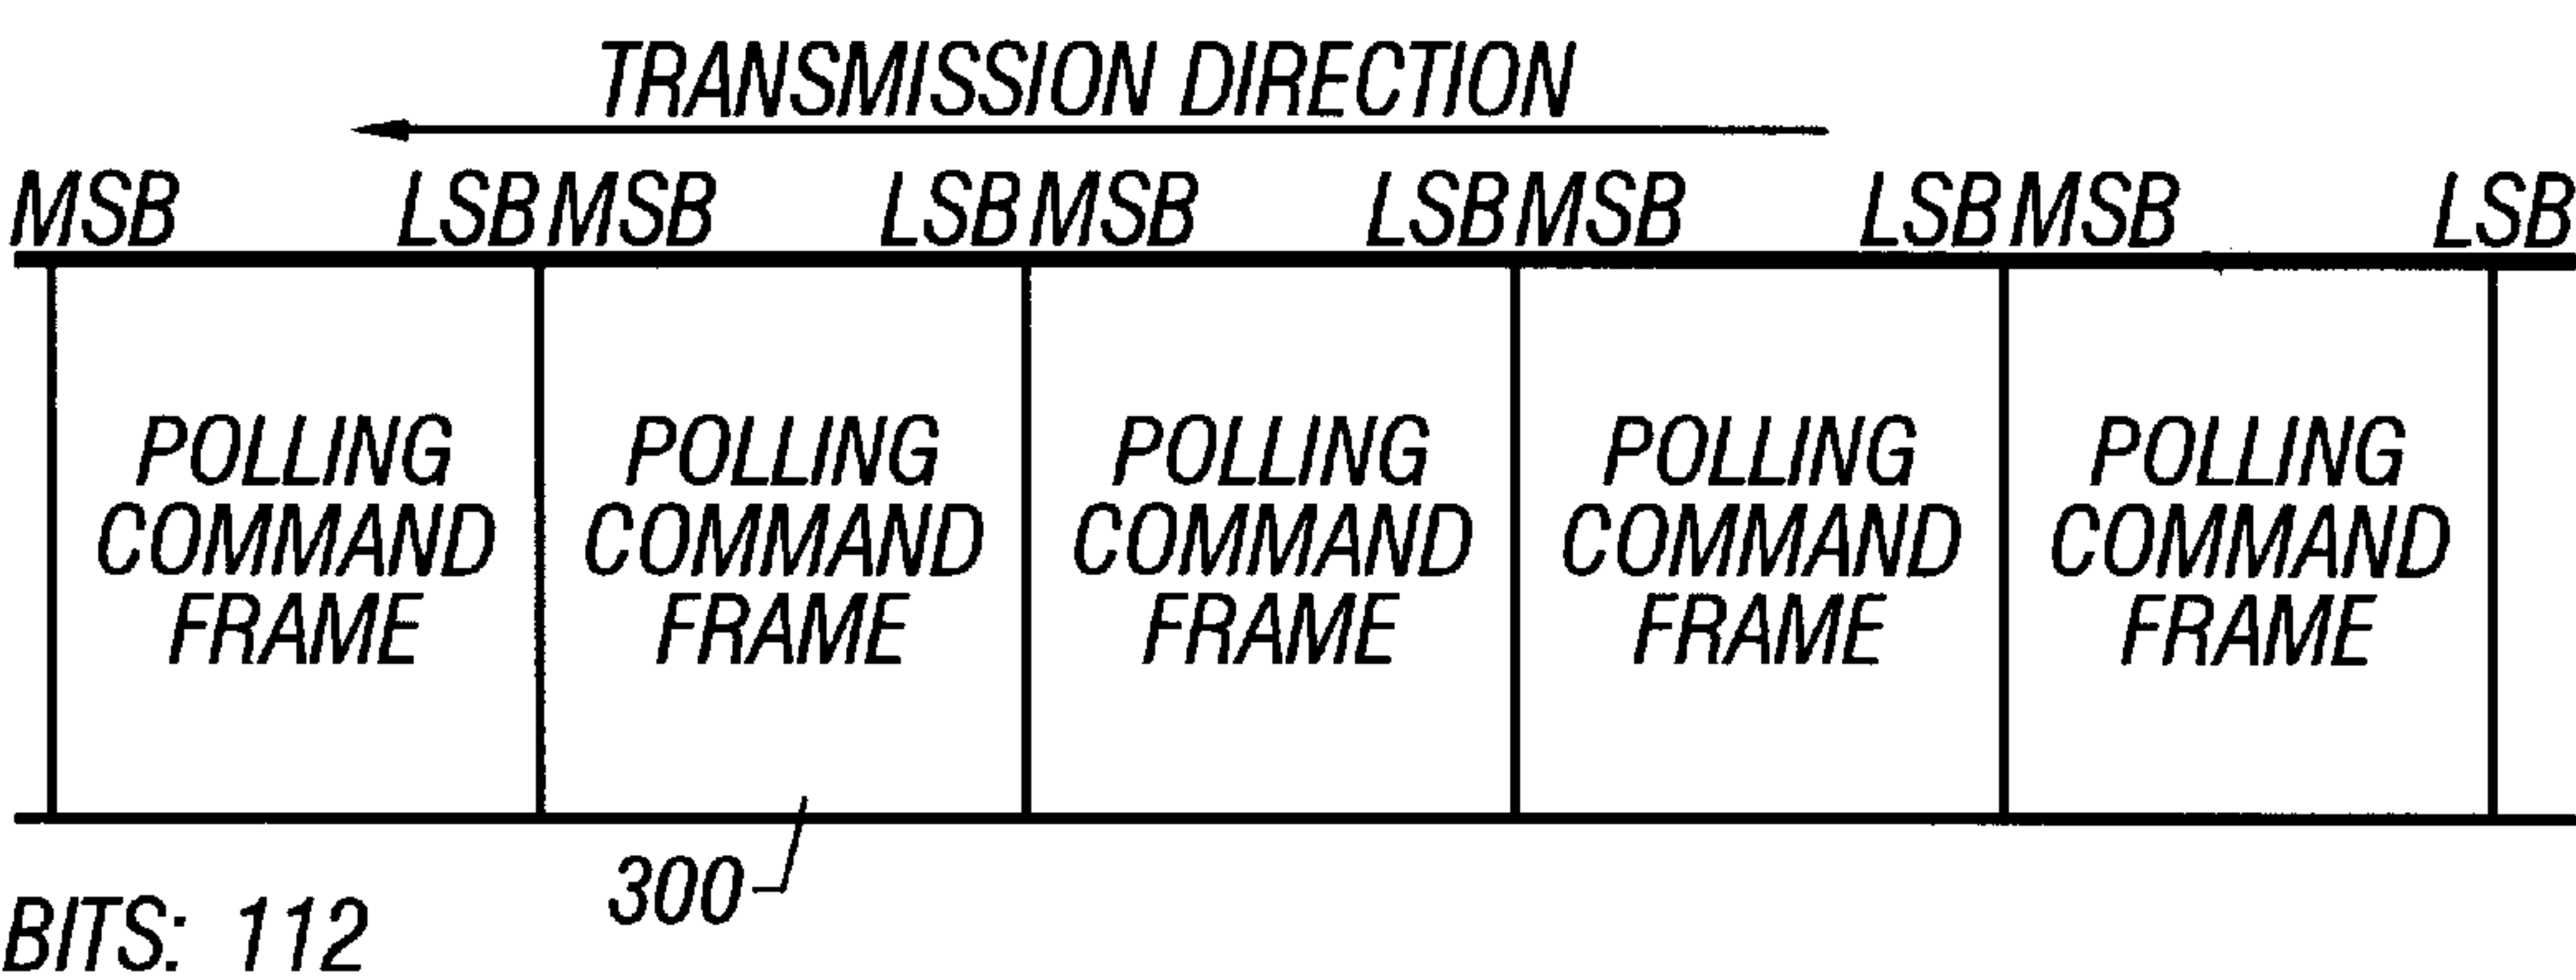 TRANSMISSION DIRECTION
MSB LSB MSB LSB MSB LSB MSB LSB MSB LSB
POLLING COMMAND FRAME
POLLING COMMAND FRAME
POLLING COMMAND FRAME
POLLING COMMAND FRAME
POLLING COMMAND FRAME
300
BITS: 112